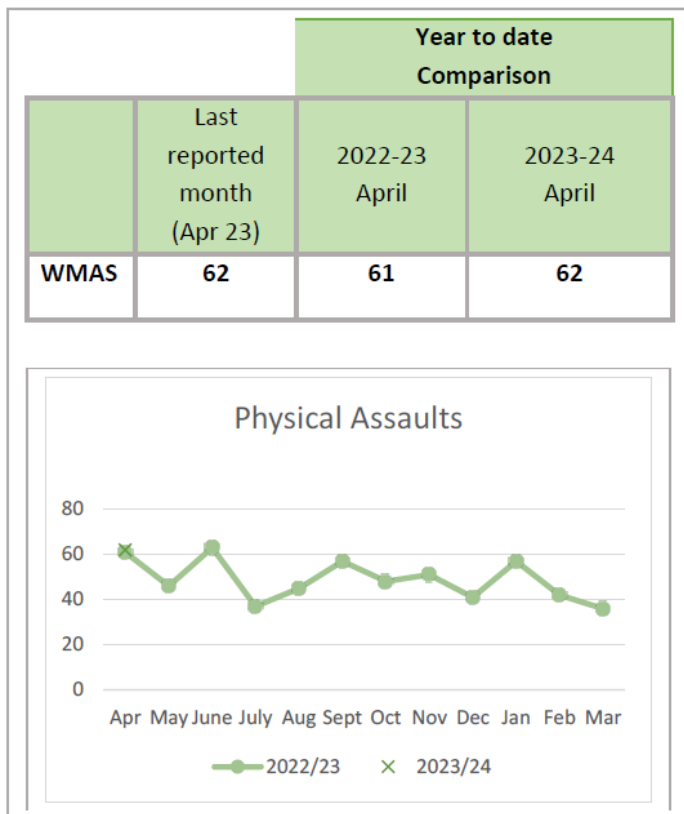 Year to date
Comparison
Last
reported
month
(Apr 23)
2022-23
April
2023-24
April
WMAS 62 61 62
Physical Assaults
80
60
40
20
0
Apr May June July Aug Sept Oct Nov Dec Jan Feb Mar
2022/23 2023/24